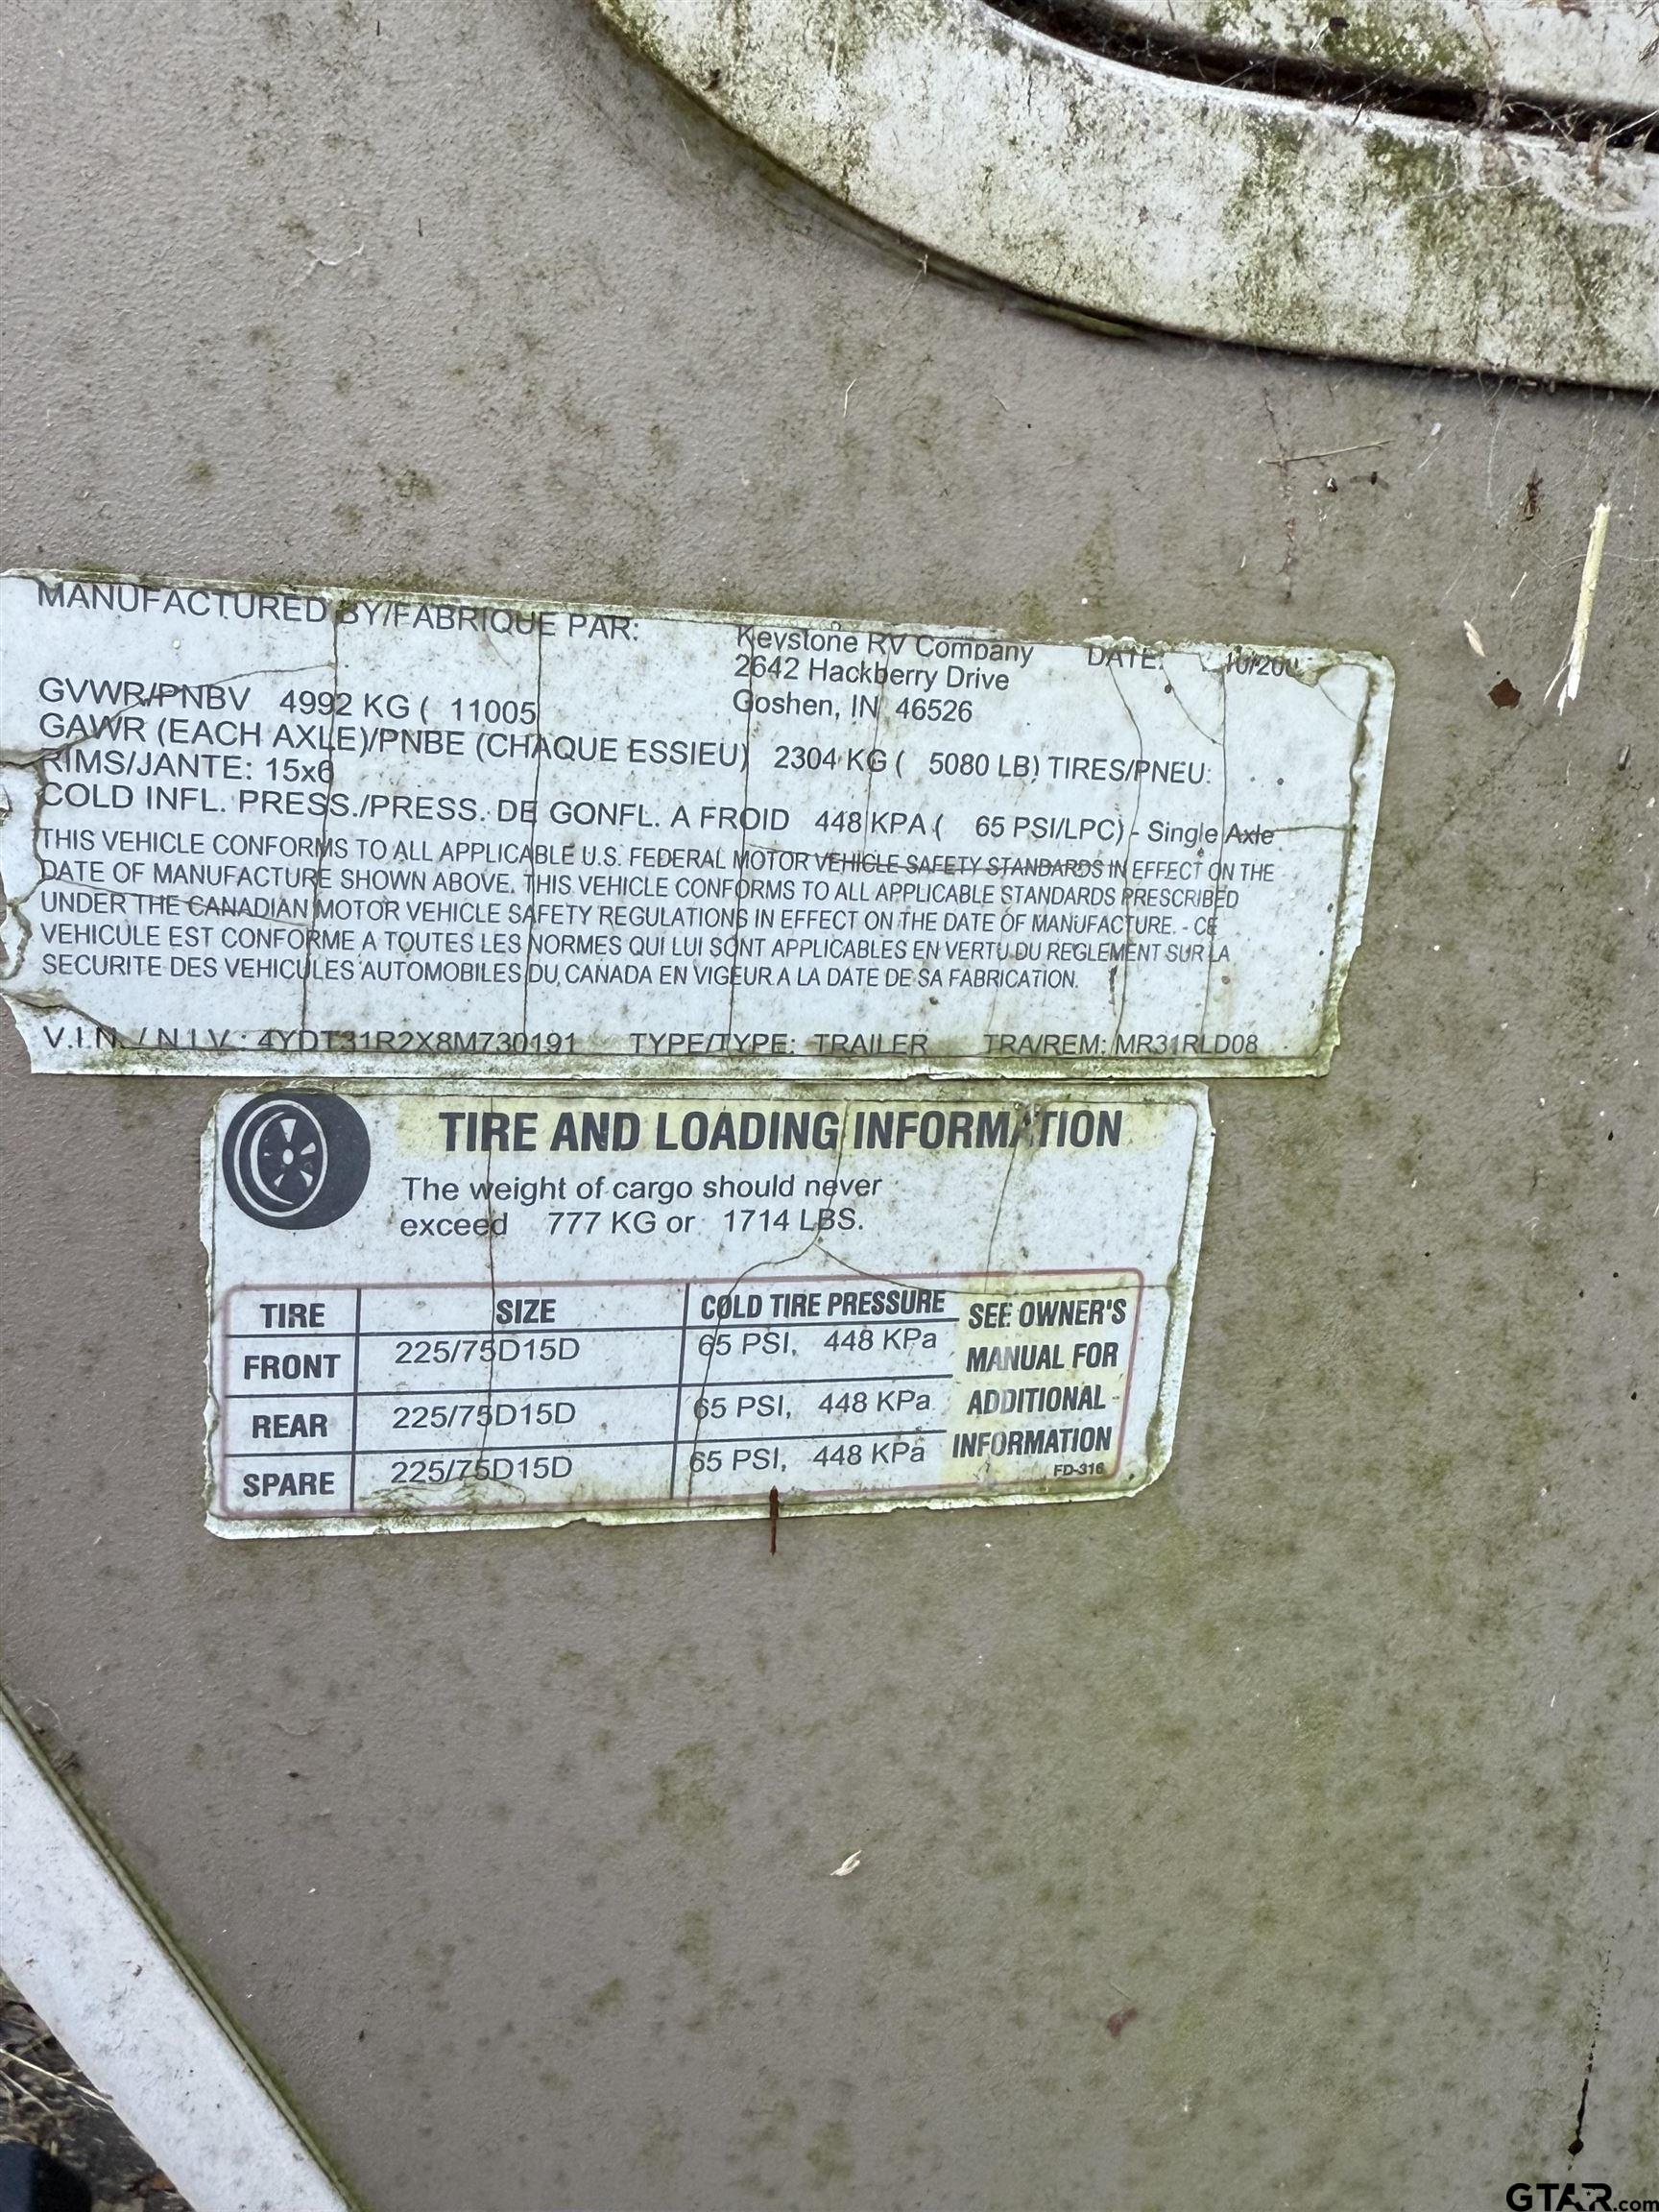 MANUFACTURED BY/FABRIQUE PAR:
Keystone RV Company
DATE:
2642 Hackberry Drive
Goshen, IN 46526
GVWR/PNBV 4992 KG ( 11005
GAWR (EACH AXLE)/PNBE (CHAQUE ESSIEU) 2304 KG ( 5080 LB) TIRES/PNEU:
RIMS/JANTE: 15x6
COLD INFL. PRESS./PRESS. DE GONFL. A FROID 448 KPA ( 65 PSI/LPC) - Single Axle
THIS VEHICLE CONFORMS TO ALL APPLICABLE U.S. FEDERAL MOTOR VEHICLE SAFETY STANDARDS IN EFFECT ON THE
DATE OF MANUFACTURE SHOWN ABOVE. THIS VEHICLE CONFORMS TO ALL APPLICABLE STANDARDS PRESCRIBED
UNDER THE CANADIAN MOTOR VEHICLE SAFETY REGULATIONS IN EFFECT ON THE DATE OF MANUFACTURE. - CE
VEHICULE EST CONFORME A TOUTES LES NORMES QUI LUI SONT APPLICABLES EN VERTU DU REGLEMENT SUR LA
SECURITE DES VEHICULES AUTOMOBILES DU CANADA EN VIGEUR A LA DATE DE SA FABRICATION.
V.I.N. / N.I.V.: 4YDT31R2X8M730191 TYPE/TYPE: TRAILER TRA/REM: MR31RLD08
TIRE AND LOADING INFORMATION
The weight of cargo should never
exceed 777 KG or 1714 LBS.
TIRE SIZE COLD TIRE PRESSURE
FRONT 225/75D15D 65 PSI, 448 KPa
REAR 225/75D15D 65 PSI, 448 KPa
SPARE 225/75D15D 65 PSI, 448 KPa
SEE OWNER'S
MANUAL FOR
ADDITIONAL
INFORMATION
FD-316
GTAR.com